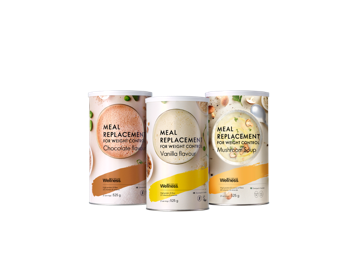 MEAL
REPLACEMENT
FOR WEIGHT CONTROL
Chocolate flavour
Wellness
MEAL
REPLACEMENT
FOR WEIGHT CONTROL
Vanilla flavour
Wellness
MEAL
REPLACEMENT
FOR WEIGHT CONTROL
Mushroom Soup
Wellness